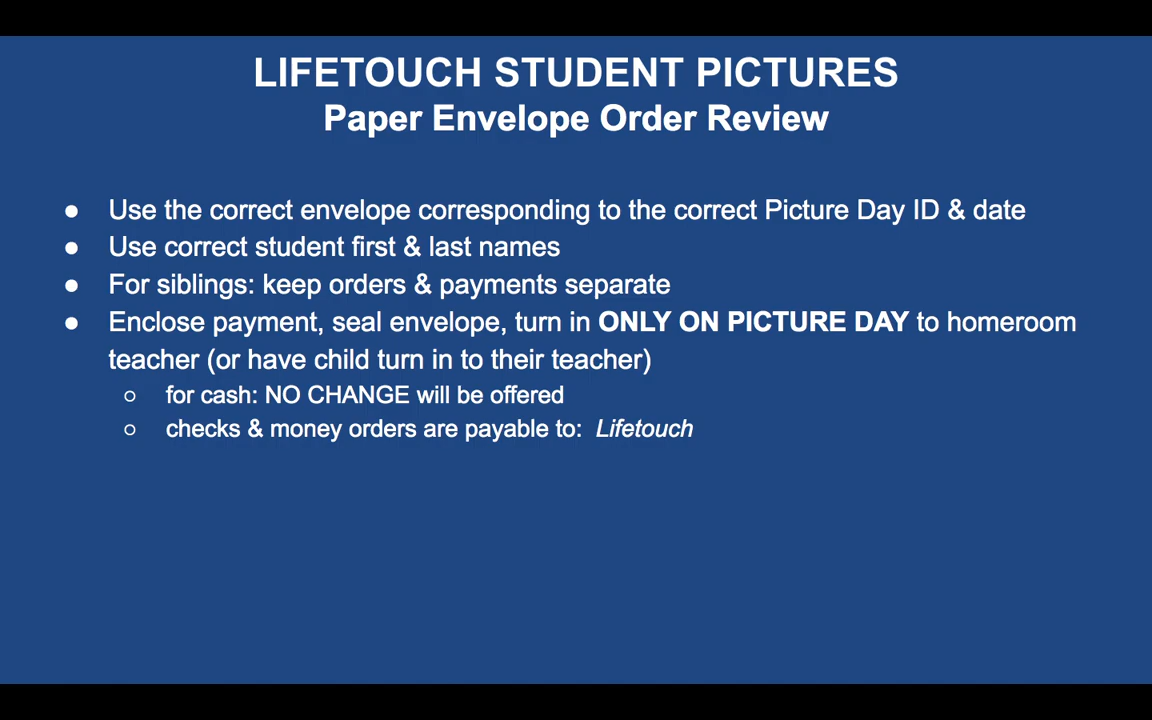 LIFETOUCH STUDENT PICTURES
Paper Envelope Order Review
● Use the correct envelope corresponding to the correct Picture Day ID & date
● Use correct student first & last names
● For siblings: keep orders & payments separate
● Enclose payment, seal envelope, turn in ONLY ON PICTURE DAY to homeroom
teacher (or have child turn in to their teacher)
○ for cash: NO CHANGE will be offered
○ checks & money orders are payable to: Lifetouch